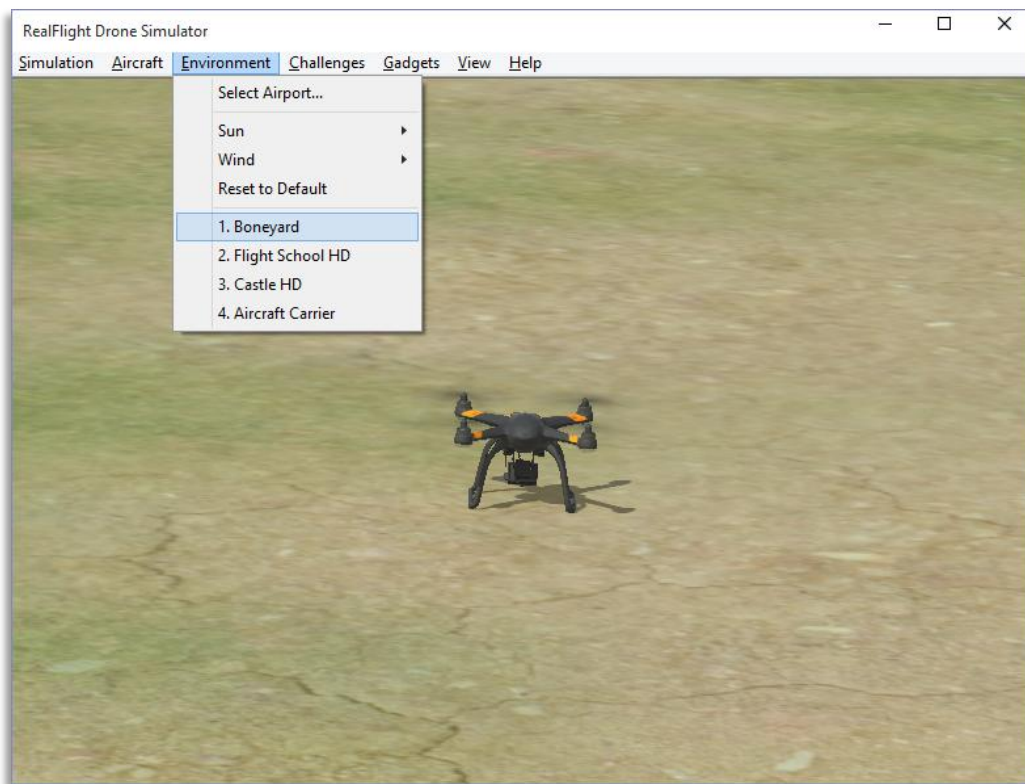 RealFlight Drone Simulator
Simulation Aircraft Environment Challenges Gadgets View Help
Select Airport...
Sun
Wind
Reset to Default
1. Boneyard
2. Flight School HD
3. Castle HD
4. Aircraft Carrier